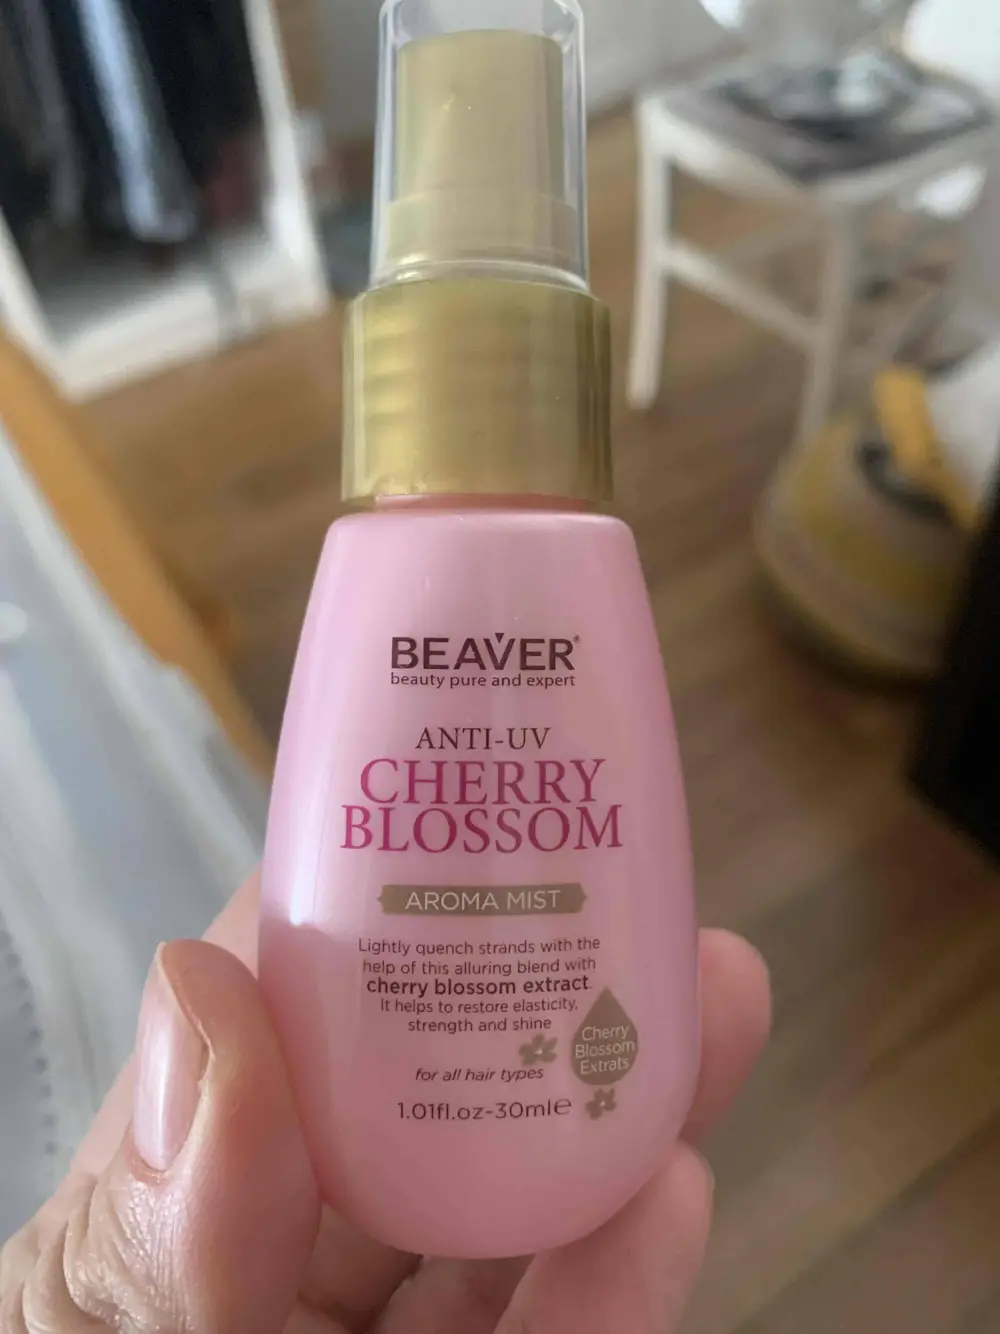 BEAVER®
beauty pure and expert
ANTI-UV
CHERRY
BLOSSOM
AROMA MIST
Lightly quench strands with the
help of this alluring blend with
cherry blossom extract.
It helps to restore elasticity,
strength and shine
for all hair types
Cherry
Blossom
Extrats
1.01fl.oz-30ml℮